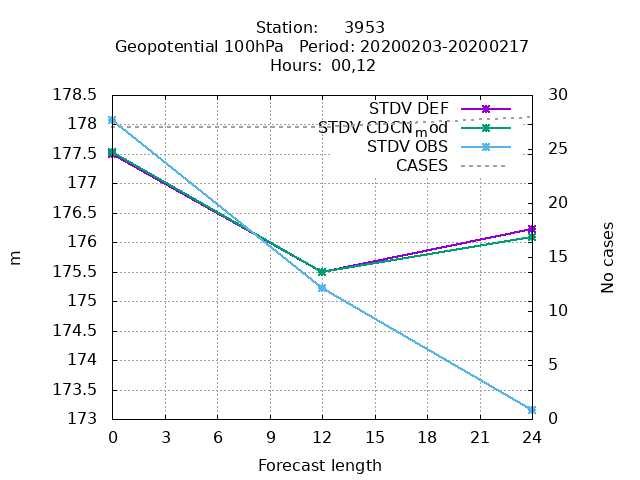 Station: 3953
Geopotential 100hPa Period: 20200203-20200217
Hours: 00,12
178.5
178
177.5
177
176.5
176
175.5
175
174.5
174
173.5
173
m
STDV DEF
STDV CDCN_mod
STDV OBS
CASES
30
25
20
15
10
5
0
No cases
0 3 6 9 12 15 18 21 24
Forecast length